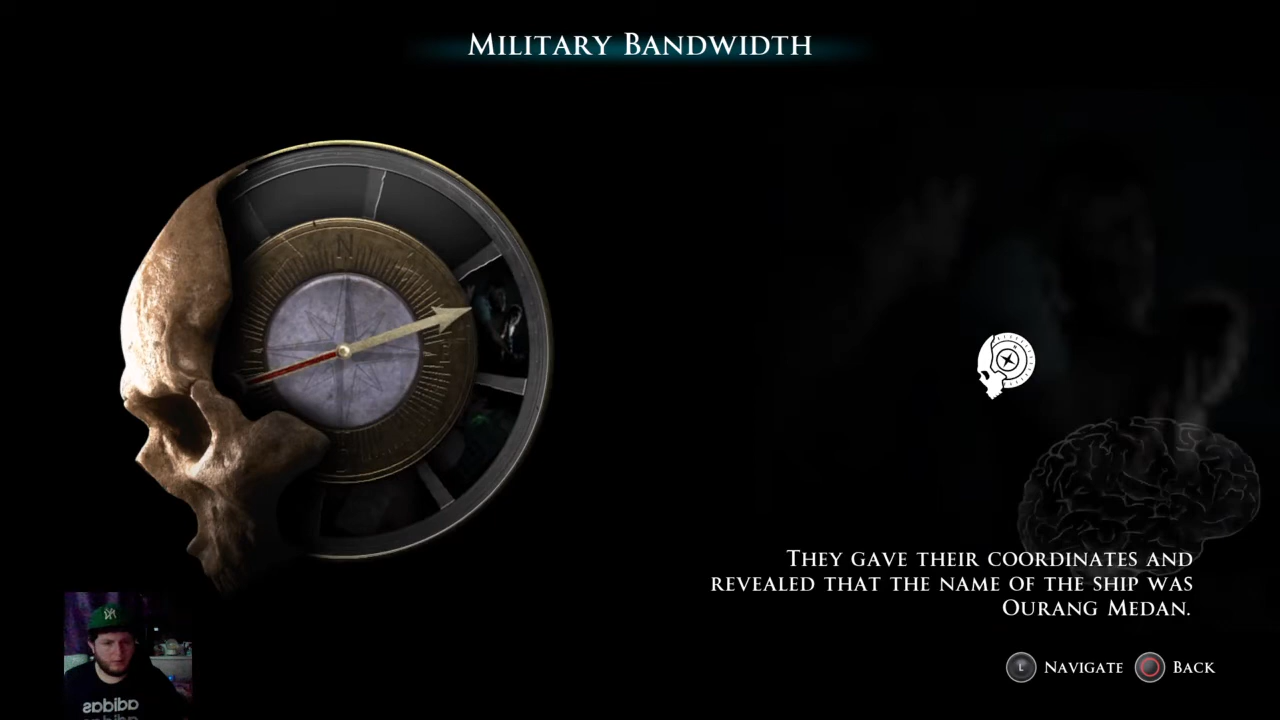 Military Bandwidth
N
They gave their coordinates and
revealed that the name of the ship was
Ourang Medan.
L Navigate Back
adidas